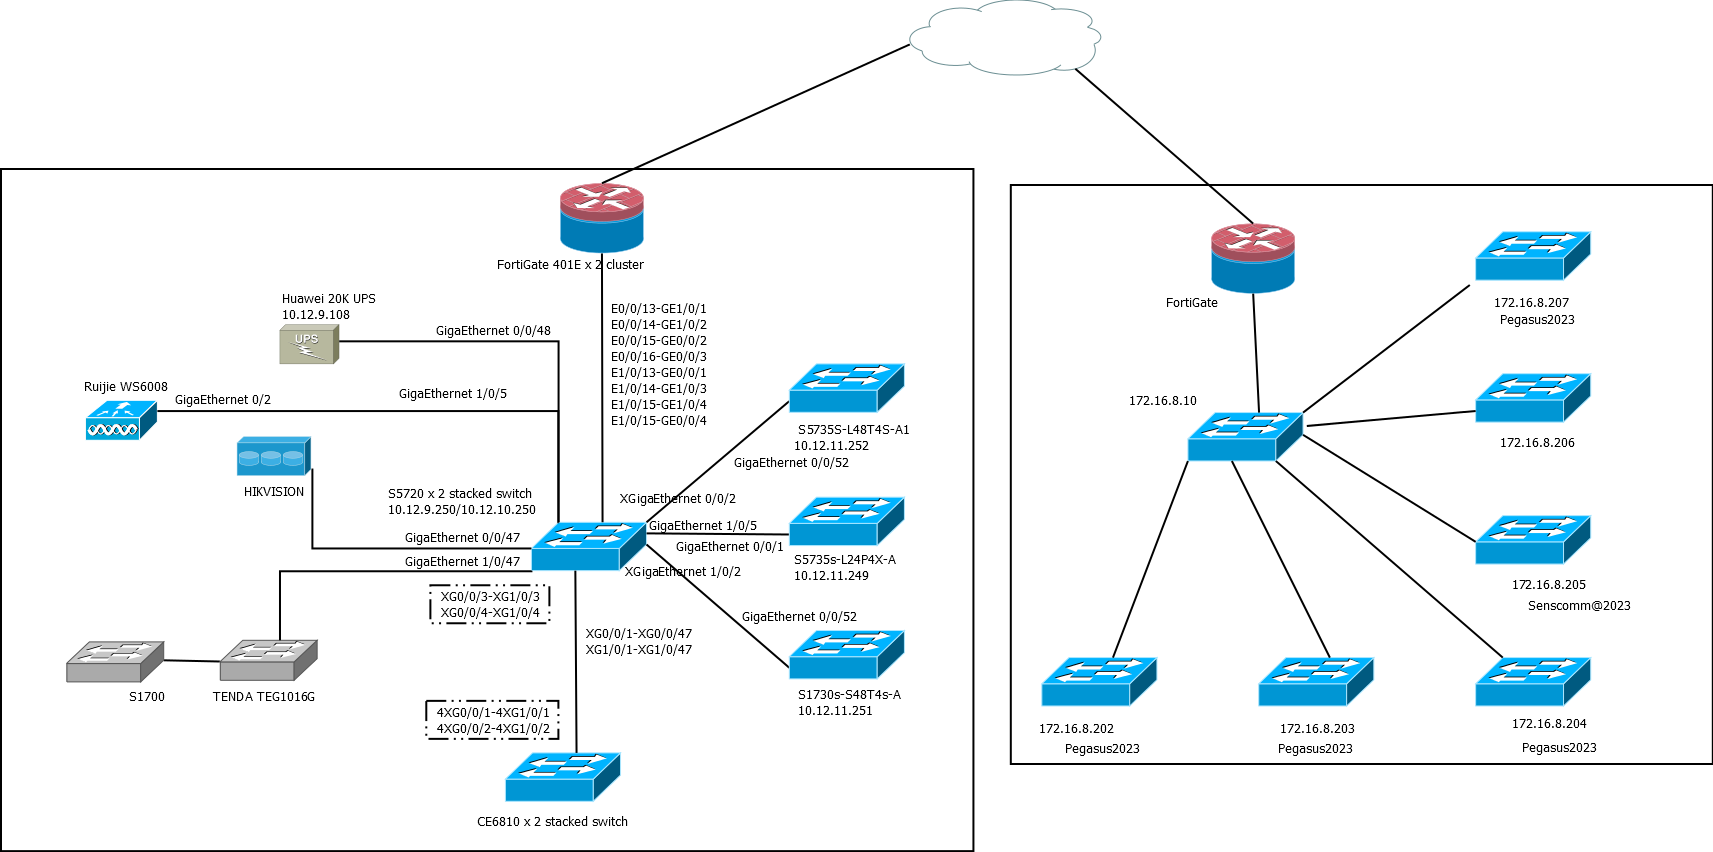 FortiGate 401E x 2 cluster
Huawei 20K UPS
10.12.9.108
UPS
GigaEthernet 0/0/48
E0/0/13-GE1/0/1
E0/0/14-GE1/0/2
E0/0/15-GE0/0/2
E0/0/16-GE0/0/3
E1/0/13-GE0/0/1
E1/0/14-GE1/0/3
E1/0/15-GE1/0/4
E1/0/15-GE0/0/4
Ruijie WS6008
GigaEthernet 0/2
GigaEthernet 1/0/5
HIKVISION
S5720 x 2 stacked switch
10.12.9.250/10.12.10.250
GigaEthernet 0/0/47
GigaEthernet 1/0/47
S5735S-L48T4S-A1
10.12.11.252
GigaEthernet 0/0/52
XGigaEthernet 0/0/2
GigaEthernet 1/0/5
GigaEthernet 0/0/1
S5735s-L24P4X-A
10.12.11.249
XGigaEthernet 1/0/2
XG0/0/3-XG1/0/3
XG0/0/4-XG1/0/4
GigaEthernet 0/0/52
XG0/0/1-XG0/0/47
XG1/0/1-XG1/0/47
S1730s-S48T4s-A
10.12.11.251
S1700
TENDA TEG1016G
4XG0/0/1-4XG1/0/1
4XG0/0/2-4XG1/0/2
CE6810 x 2 stacked switch
FortiGate
172.16.8.10
172.16.8.207
Pegasus2023
172.16.8.206
172.16.8.205
Senscomm@2023
172.16.8.202
Pegasus2023
172.16.8.203
Pegasus2023
172.16.8.204
Pegasus2023